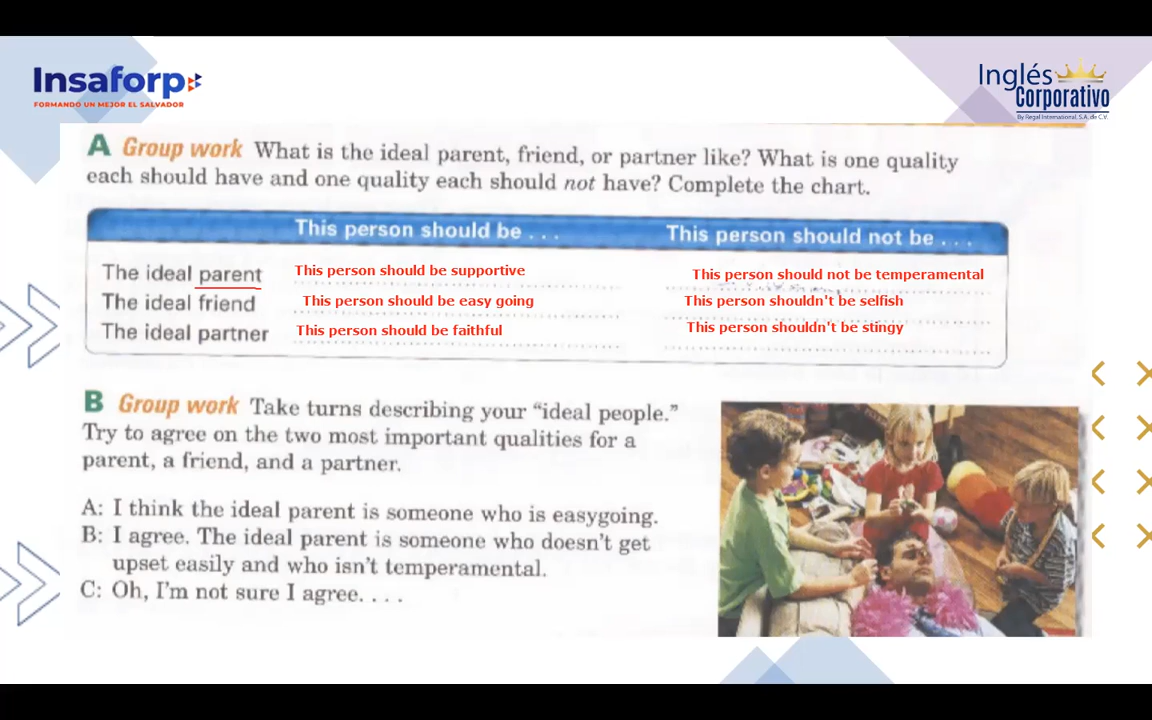 Insaforp
FORMANDO UN MEJOR EL SALVADOR
Inglés
Corporativo
By Regal International, S.A. de C.V.
A Group work What is the ideal parent, friend, or partner like? What is one quality
each should have and one quality each should not have? Complete the chart.
This person should be . . . This person should not be . . .
The ideal parent This person should be supportive This person should not be temperamental
The ideal friend This person should be easy going This person shouldn't be selfish
The ideal partner This person should be faithful This person shouldn't be stingy
B Group work Take turns describing your “ideal people.”
Try to agree on the two most important qualities for a
parent, a friend, and a partner.
A: I think the ideal parent is someone who is easygoing.
B: I agree. The ideal parent is someone who doesn’t get
upset easily and who isn’t temperamental.
C: Oh, I’m not sure I agree. . . .